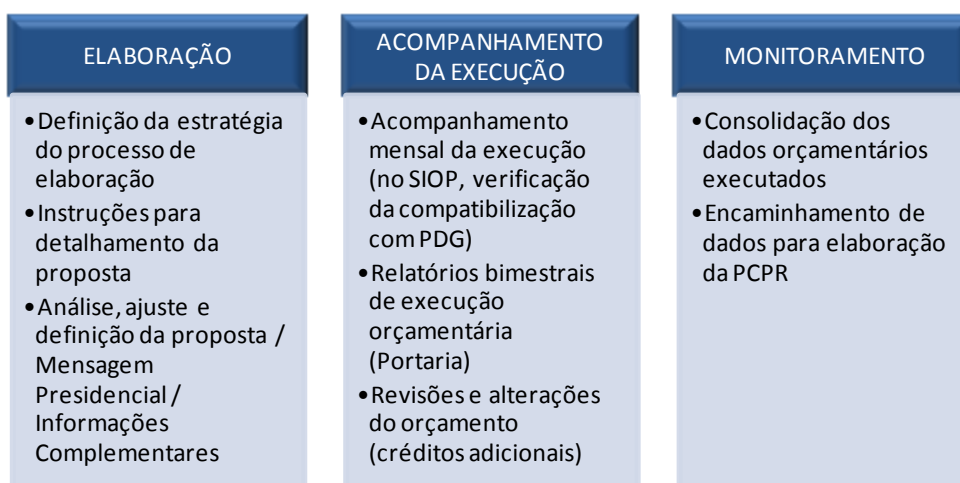 ELABORAÇÃO
•Definição da estratégia
do processo de
elaboração
•Instruções para
detalhamento da
proposta
•Análise, ajuste e
definição da proposta /
Mensagem
Presidencial /
Informações
Complementares
ACOMPANHAMENTO
DA EXECUÇÃO
•Acompanhamento
mensal da execução
(no SIOP, verificação
da compatibilização
com PDG)
•Relatórios bimestrais
de execução
orçamentária
(Portaria)
•Revisões e alterações
do orçamento
(créditos adicionais)
MONITORAMENTO
•Consolidação dos
dados orçamentários
executados
•Encaminhamento de
dados para elaboração
da PCPR